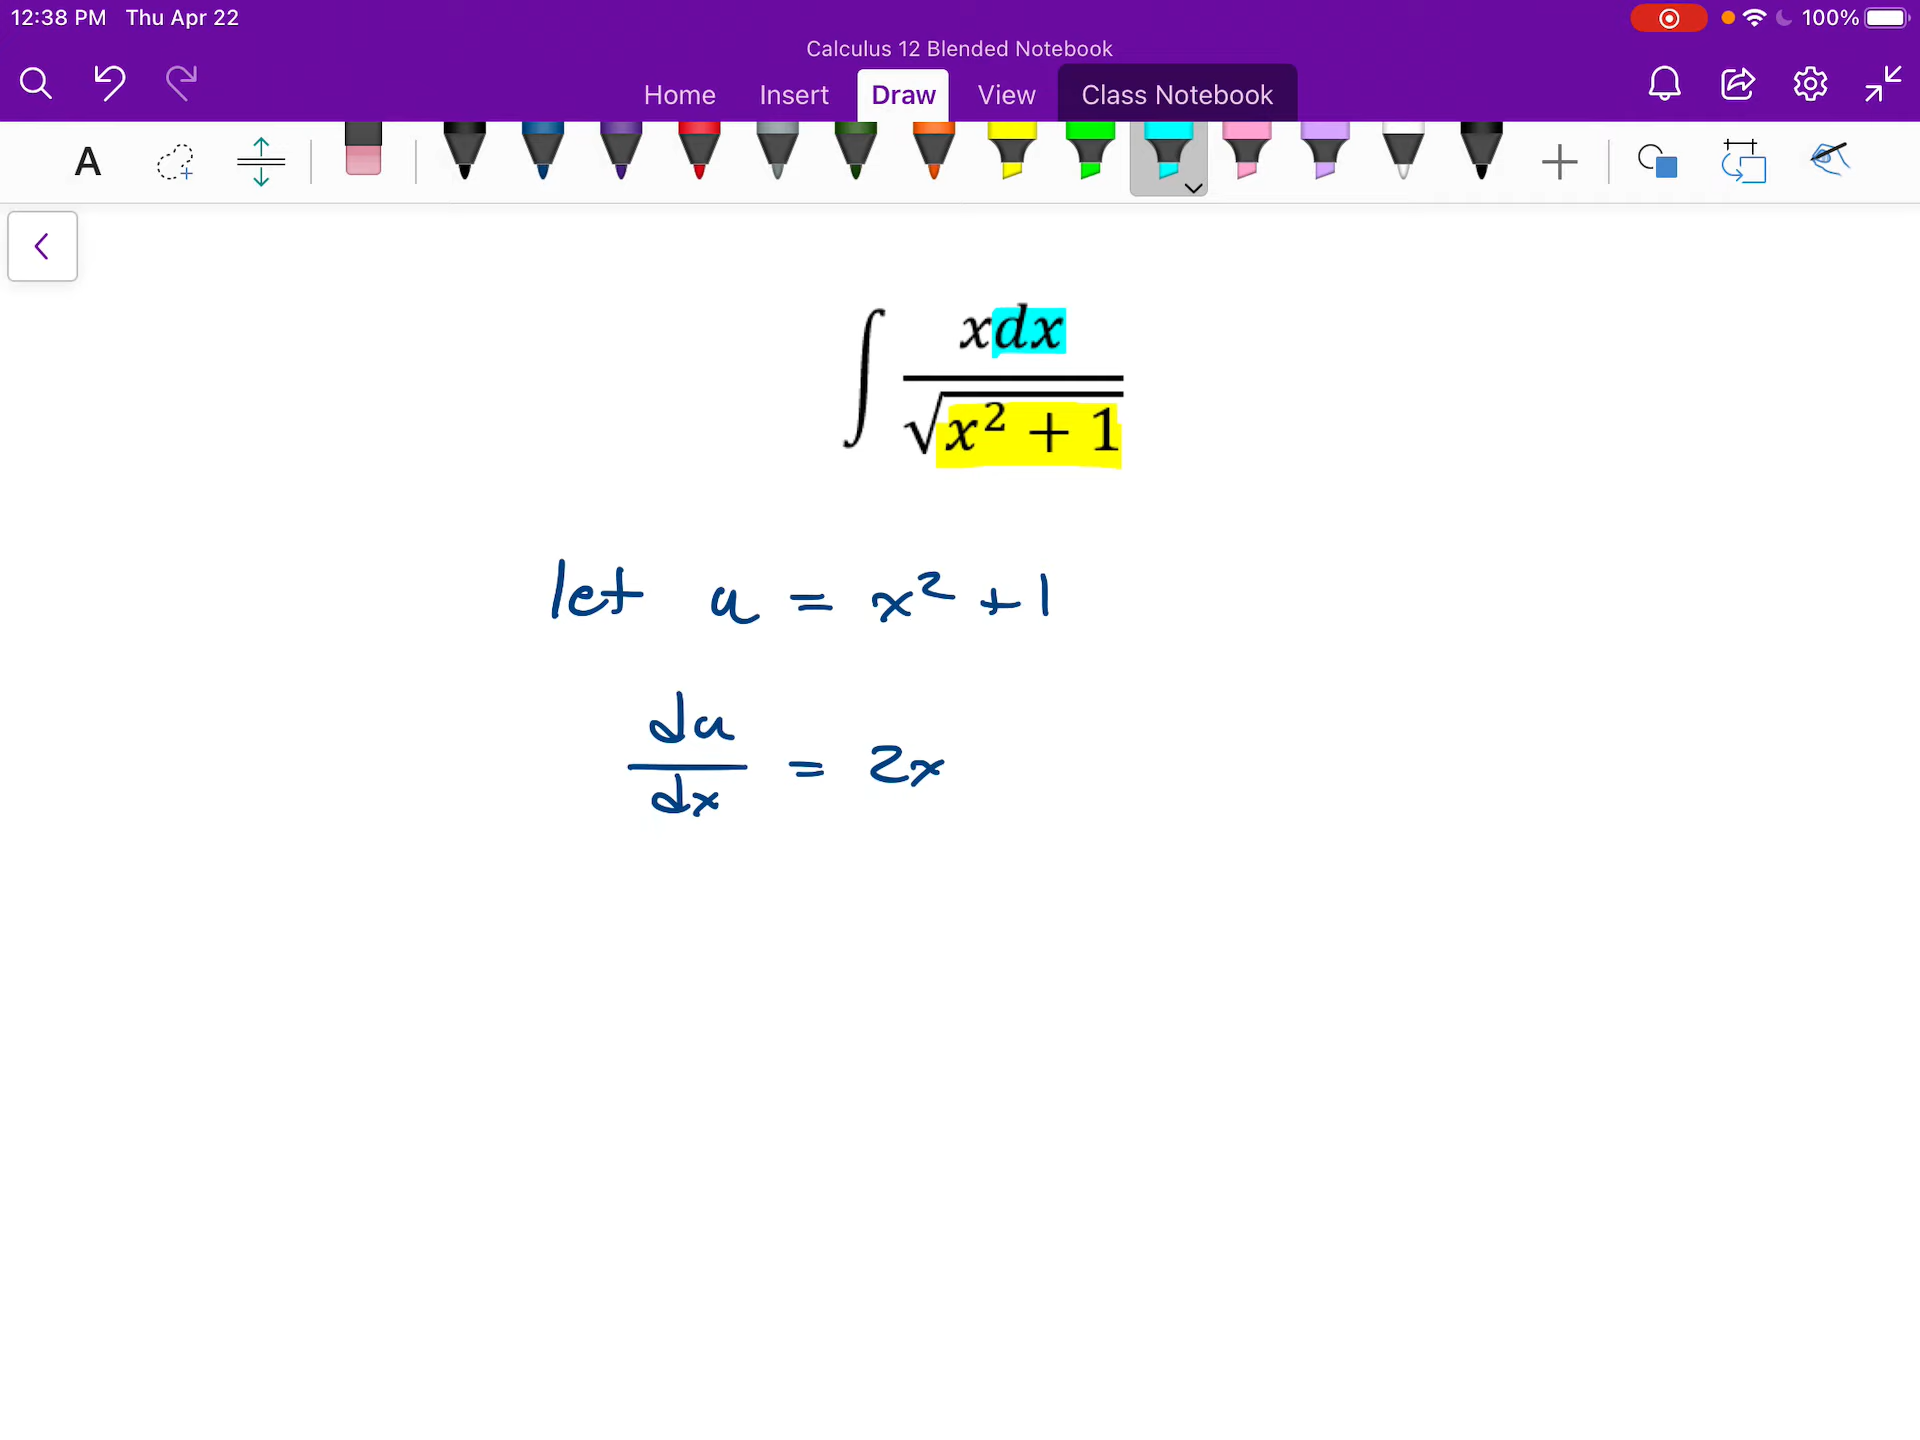 12:38 PM Thu Apr 22 100%
Calculus 12 Blended Notebook
Home Insert Draw View Class Notebook
A
∫ xdx / √(x² + 1)
let u = x² + 1
du/dx = 2x